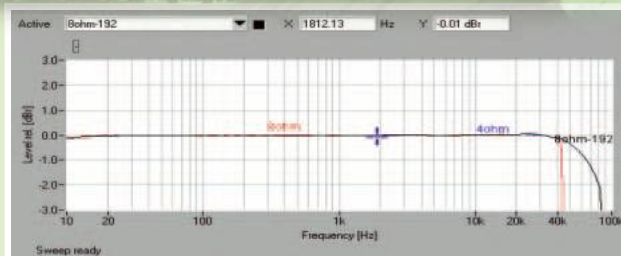 Active: 8ohm-192 X 1812.13 Hz Y -0.01 dBr
3.0
2.0
1.0
0.0
-1.0
-2.0
-3.0
Level rel. [dBr]
8ohm
4ohm
8ohm-192
10 20 100 1k 10k 20k 40k 100k
Frequency [Hz]
Sweep ready